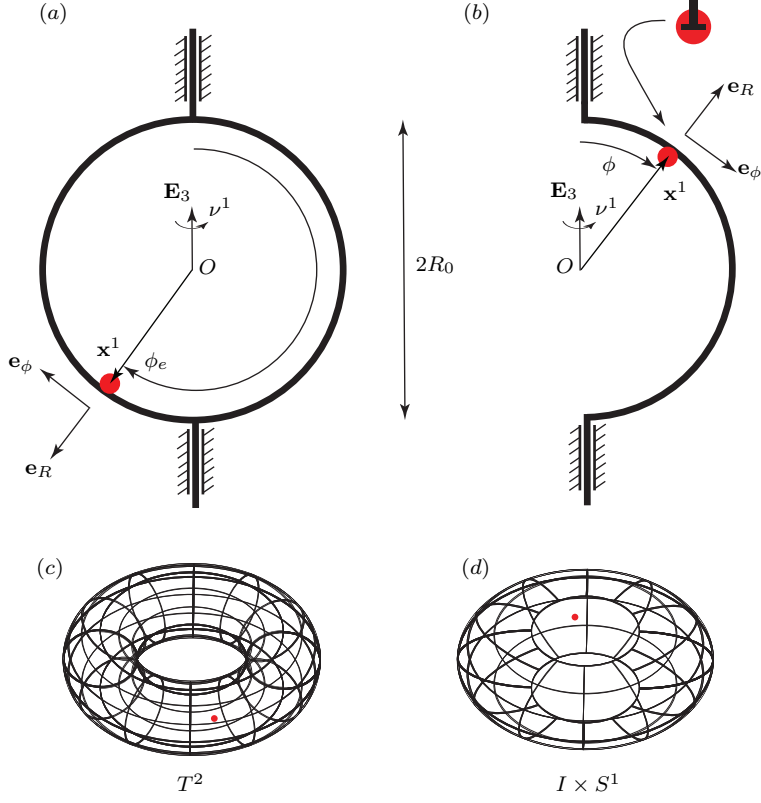 (a)
(b)
e_R
ϕ
e_ϕ
x^1
E_3
ν^1
E_3
ν^1
O
2R_0
O
x^1
ϕ_e
e_ϕ
e_R
(c)
(d)
T^2
I × S^1